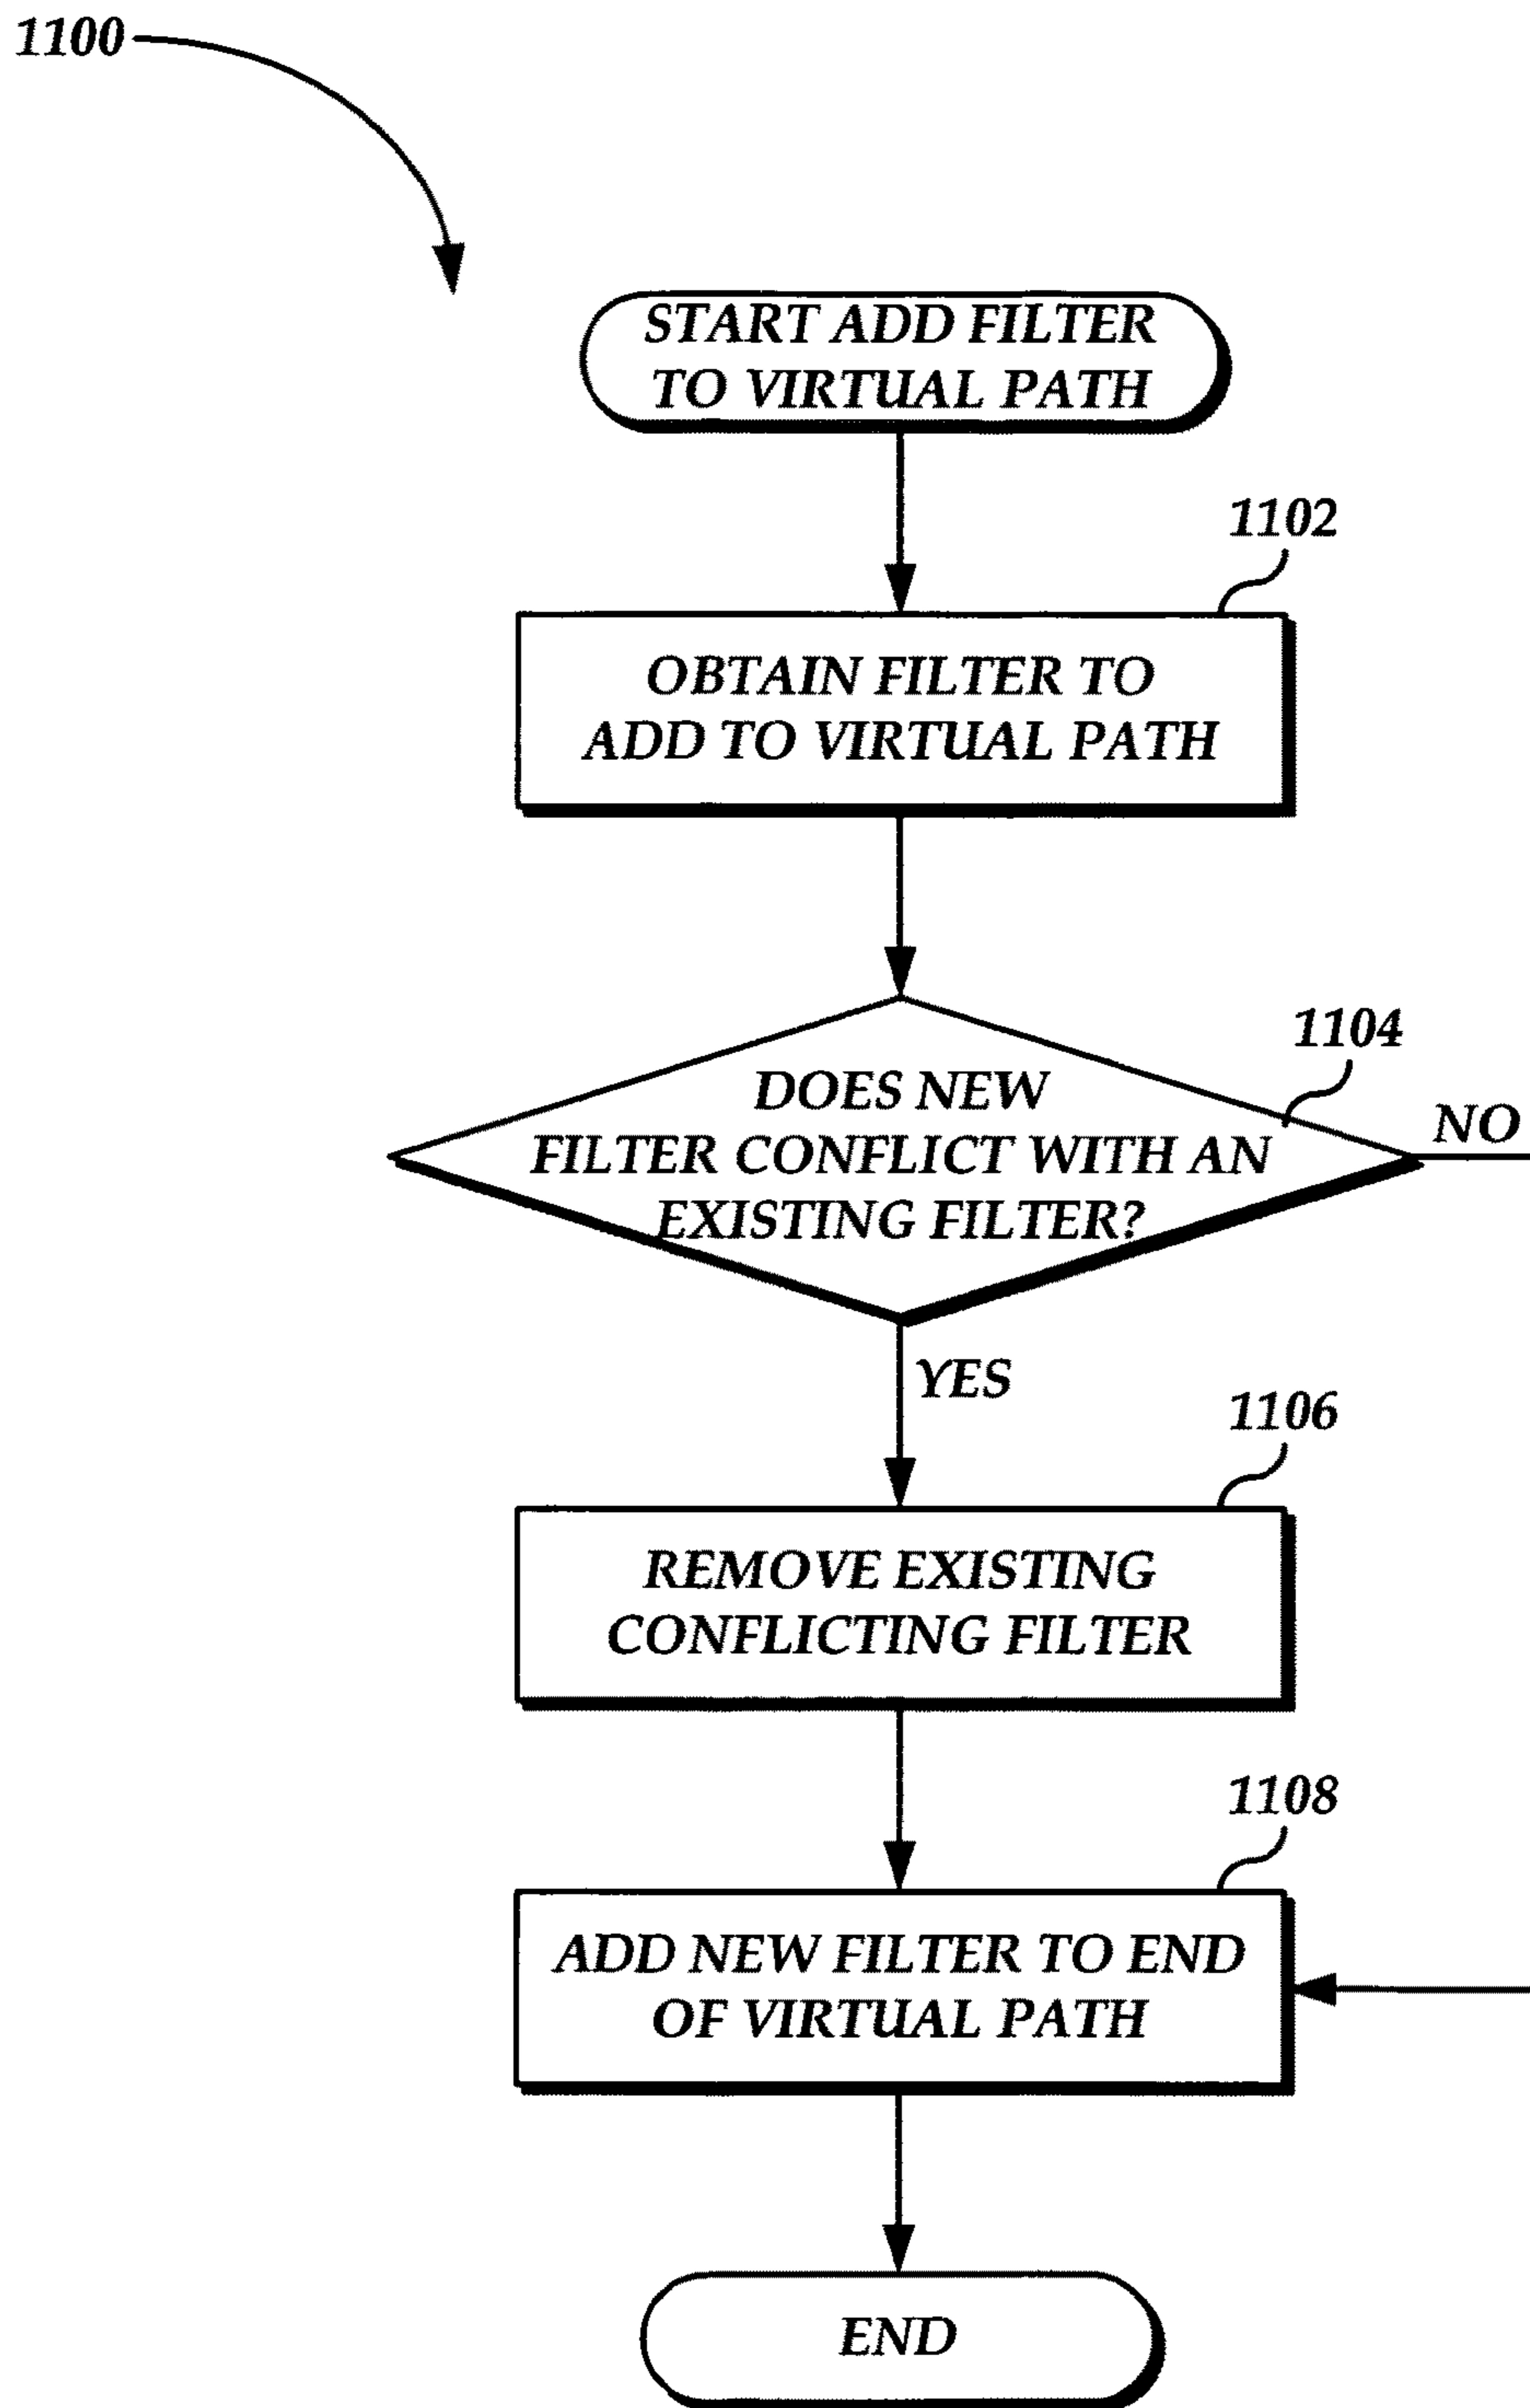 1100
START ADD FILTER
TO VIRTUAL PATH
1102
OBTAIN FILTER TO
ADD TO VIRTUAL PATH
1104
DOES NEW
FILTER CONFLICT WITH AN
EXISTING FILTER?
NO
YES
1106
REMOVE EXISTING
CONFLICTING FILTER
1108
ADD NEW FILTER TO END
OF VIRTUAL PATH
END